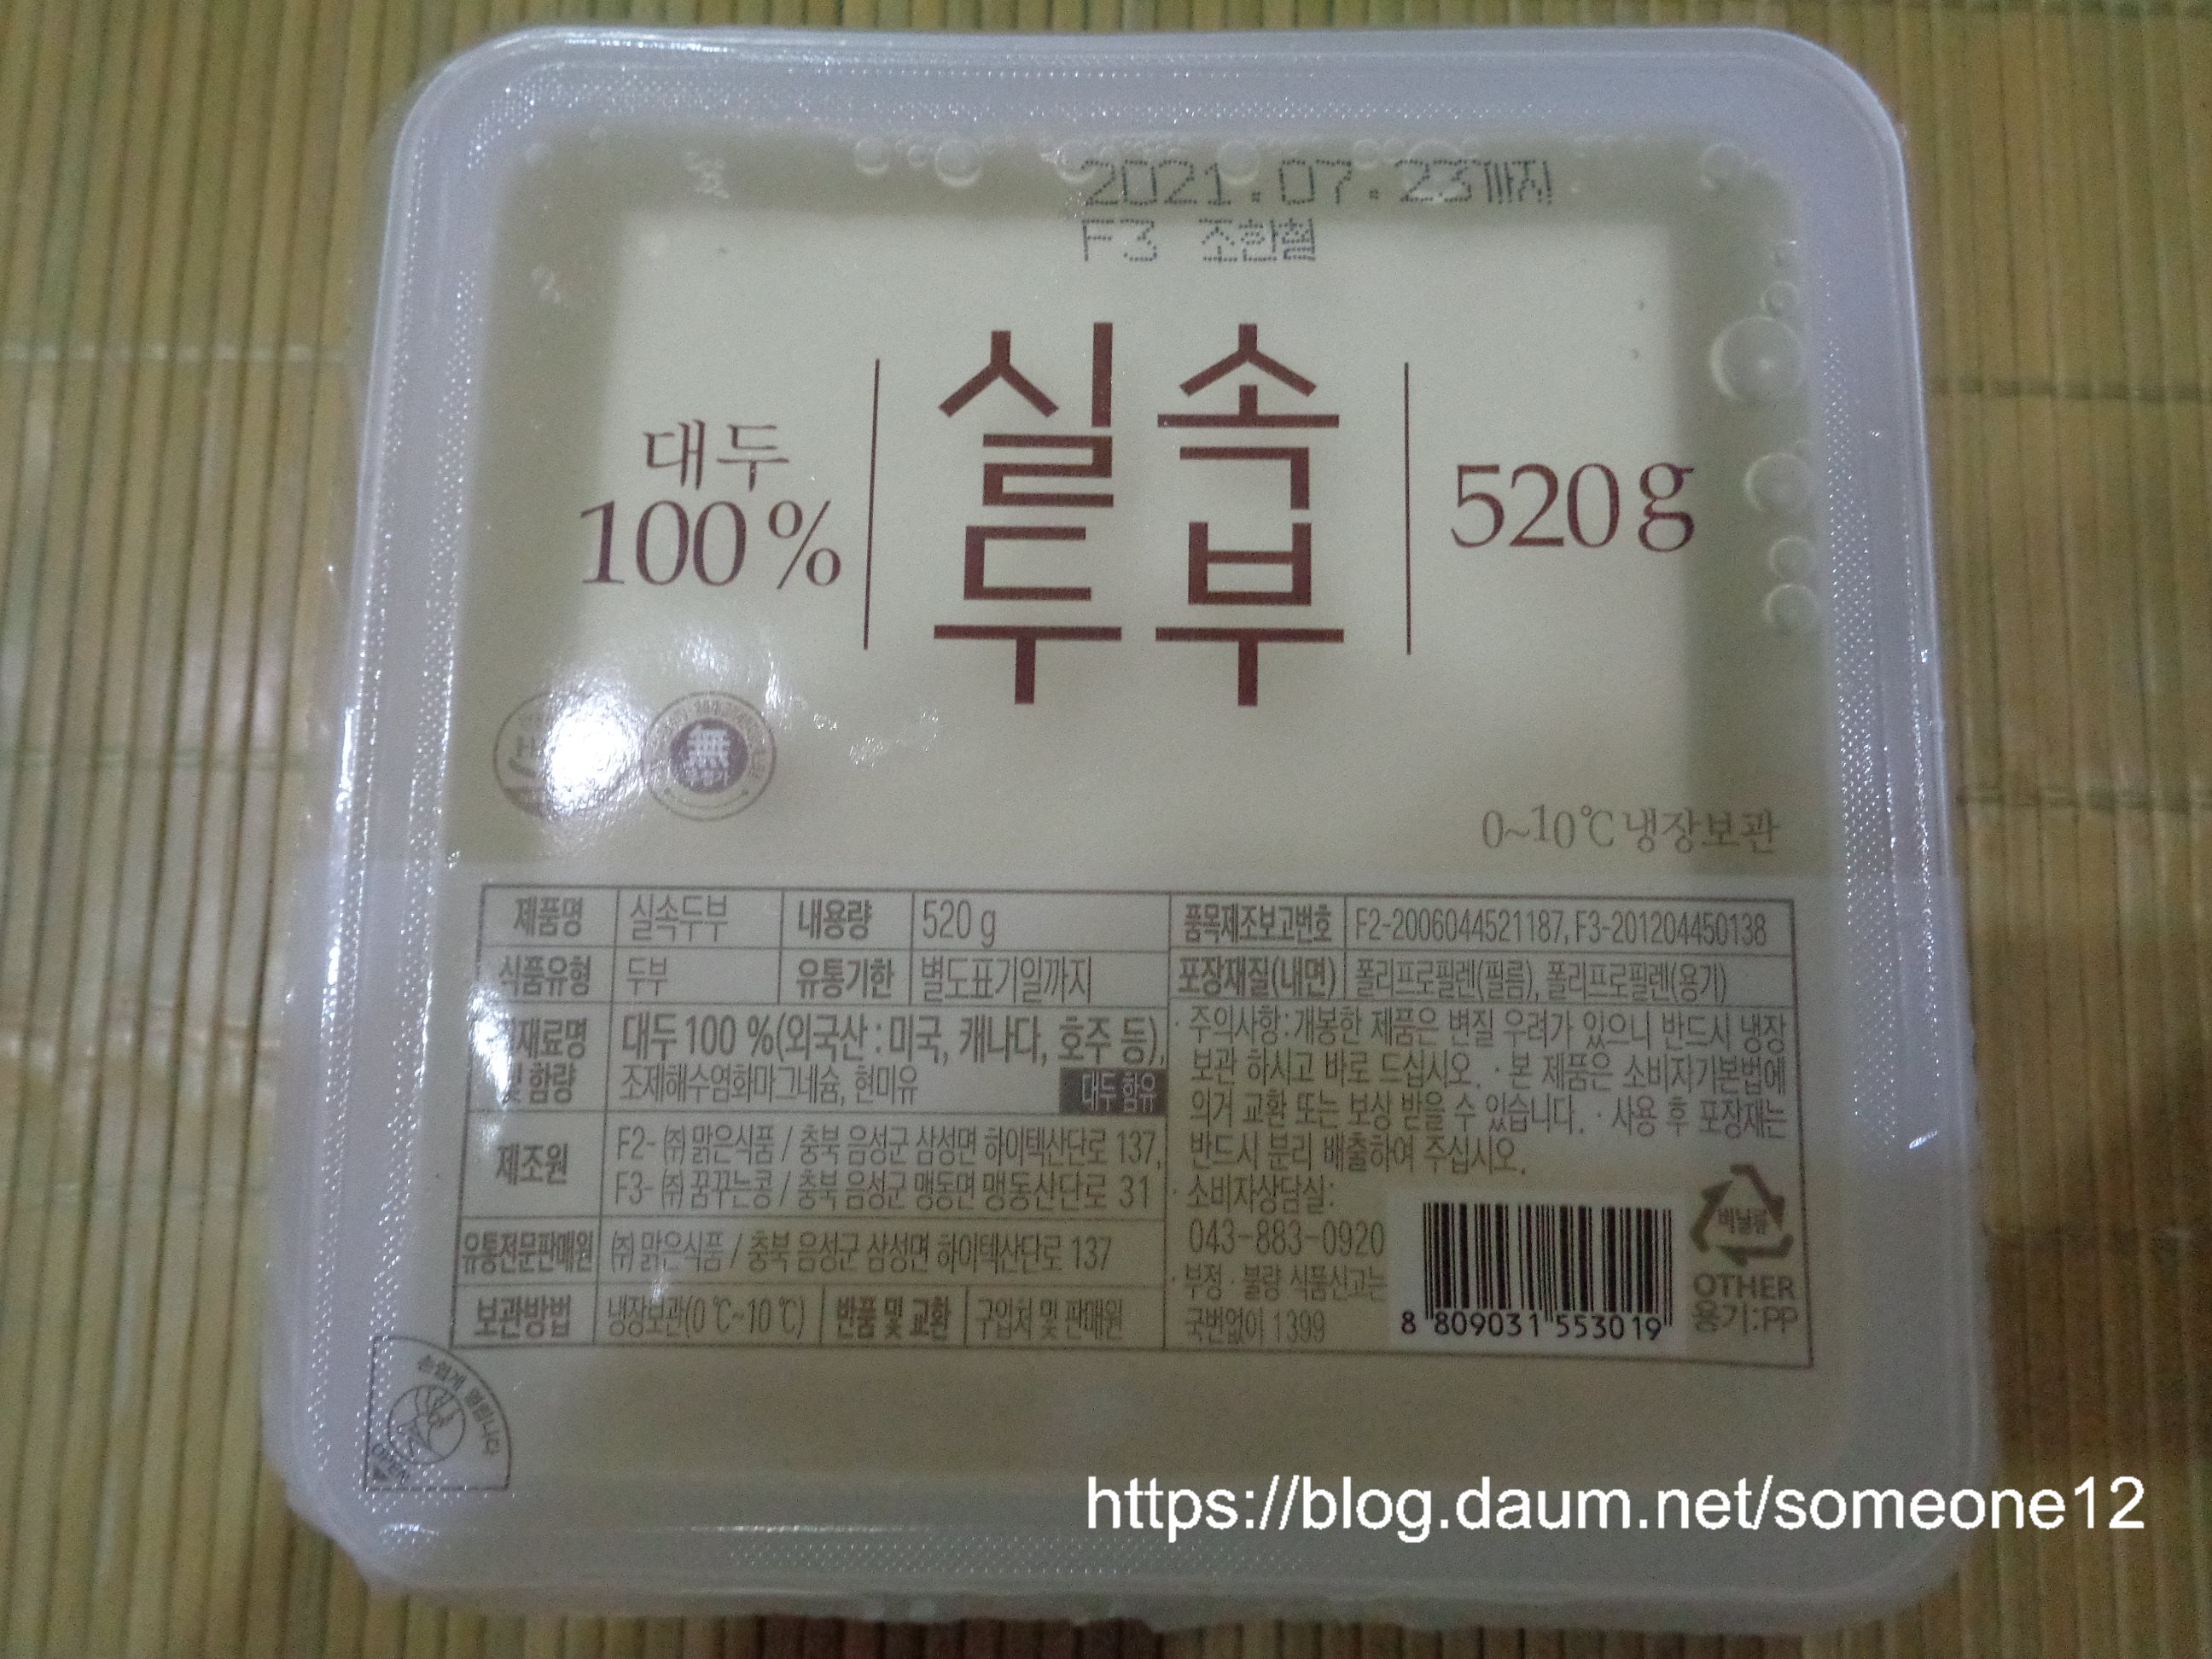 2021.07.23까지
F3 조한철
대두
100%
실속
두부
520g
無
0~10℃ 냉장보관
제품명 실속두부 내용량 520 g
식품유형 두부 유통기한 별도표기일까지
재료명 대두 100 %(외국산 : 미국, 캐나다, 호주 등),
및 함량 조제해수염화마그네슘, 현미유 대두 함유
제조원 F2- ㈜ 맑은식품 / 충북 음성군 삼성면 하이텍산단로 137,
F3- ㈜ 꿈꾸는콩 / 충북 음성군 맹동면 맹동산단로 31
유통전문판매원 ㈜ 맑은식품 / 충북 음성군 삼성면 하이텍산단로 137
보관방법 냉장보관(0 ℃~10 ℃) 반품 및 교환 구입처 및 판매원
품목제조보고번호 F2-2006044521187, F3-201204450138
포장재질(내면) 폴리프로필렌(필름), 폴리프로필렌(용기)
· 주의사항:개봉한 제품은 변질 우려가 있으니 반드시 냉장
보관 하시고 바로 드십시오. · 본 제품은 소비자기본법에
의거 교환 또는 보상 받을 수 있습니다. · 사용 후 포장재는
반드시 분리 배출하여 주십시오.
· 소비자상담실:
043-883-0920
· 부정 · 불량 식품신고는
국번없이 1399
8 809031 553019
비닐류
OTHER
용기:PP
손쉽게 열립니다
OPEN
https://blog.daum.net/someone12